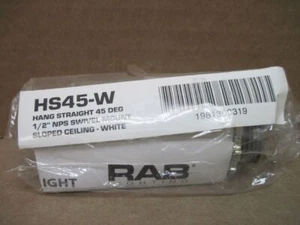 HS45-W
HANG STRAIGHT 45 DEG
1/2" NPS SWIVEL MOUNT
SLOPED CEILING - WHITE
IGHT
RAB